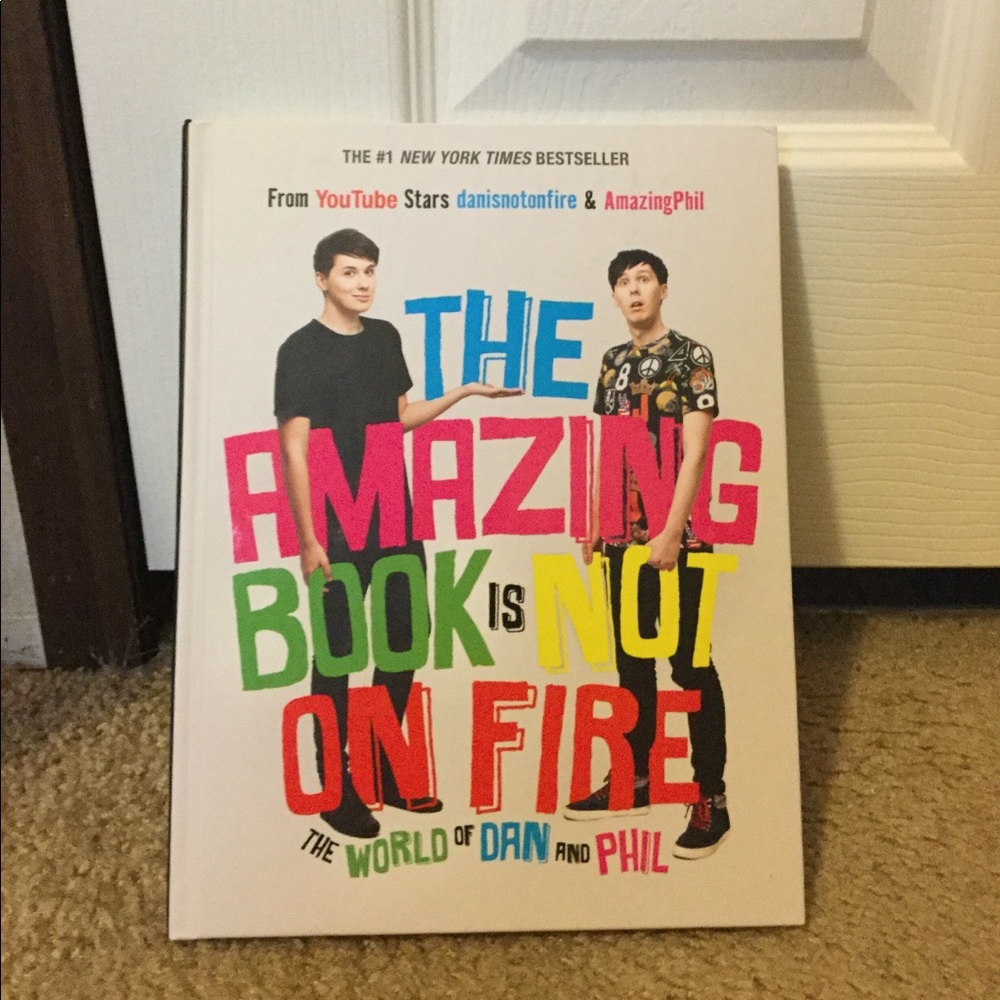 THE #1 NEW YORK TIMES BESTSELLER
From YouTube Stars danisnotonfire & AmazingPhil
THE
AMAZING
BOOK IS NOT
ON FIRE
THE WORLD OF DAN AND PHIL
8